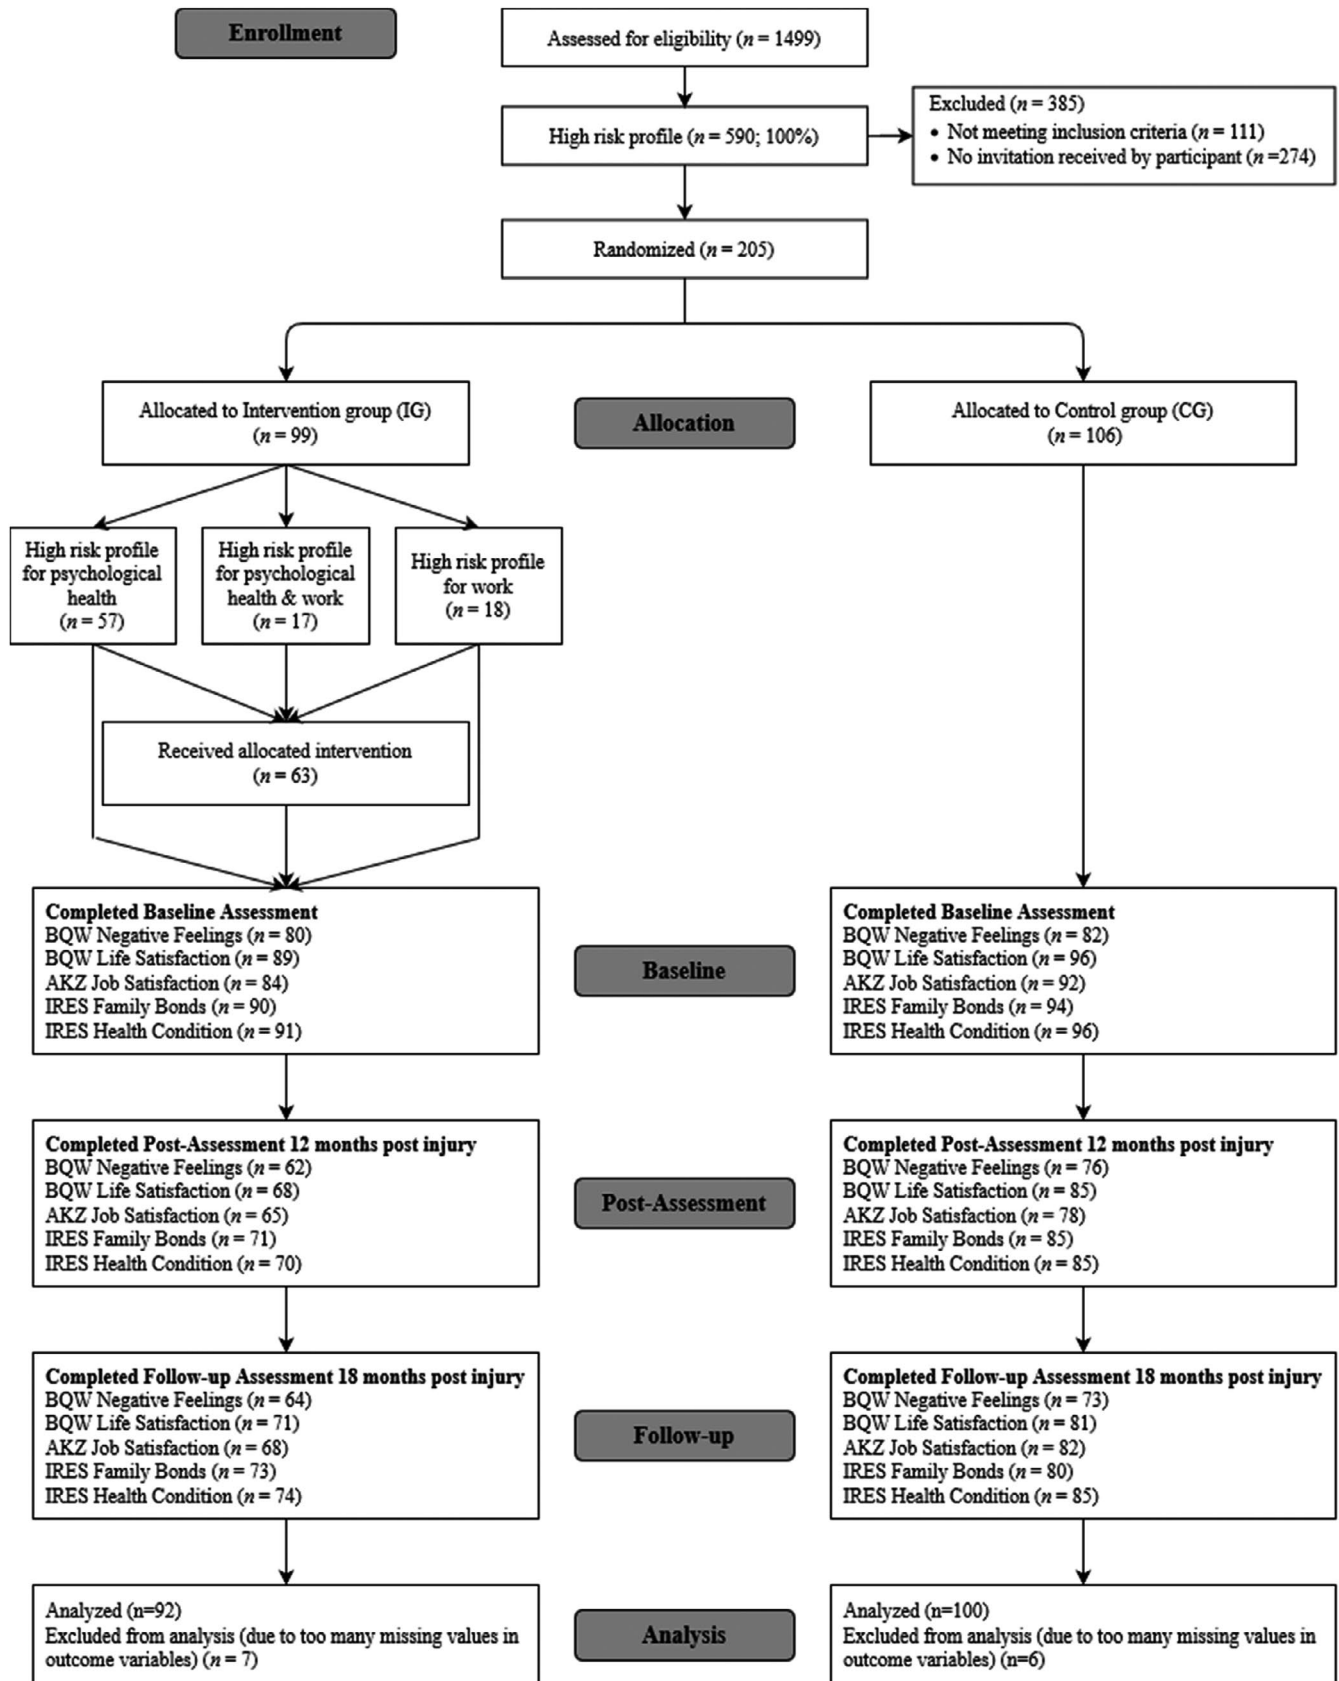 Enrollment
Assessed for eligibility (n = 1499)
High risk profile (n = 590; 100%)
Excluded (n = 385)
• Not meeting inclusion criteria (n = 111)
• No invitation received by participant (n =274)
Randomized (n = 205)
Allocated to Intervention group (IG)
(n = 99)
Allocation
Allocated to Control group (CG)
(n = 106)
High risk profile
for psychological
health
(n = 57)
High risk profile
for psychological
health & work
(n = 17)
High risk profile
for work
(n = 18)
Received allocated intervention
(n = 63)
Completed Baseline Assessment
BQW Negative Feelings (n = 80)
BQW Life Satisfaction (n = 89)
AKZ Job Satisfaction (n = 84)
IRES Family Bonds (n = 90)
IRES Health Condition (n = 91)
Baseline
Completed Baseline Assessment
BQW Negative Feelings (n = 82)
BQW Life Satisfaction (n = 96)
AKZ Job Satisfaction (n = 92)
IRES Family Bonds (n = 94)
IRES Health Condition (n = 96)
Completed Post-Assessment 12 months post injury
BQW Negative Feelings (n = 62)
BQW Life Satisfaction (n = 68)
AKZ Job Satisfaction (n = 65)
IRES Family Bonds (n = 71)
IRES Health Condition (n = 70)
Post-Assessment
Completed Post-Assessment 12 months post injury
BQW Negative Feelings (n = 76)
BQW Life Satisfaction (n = 85)
AKZ Job Satisfaction (n = 78)
IRES Family Bonds (n = 85)
IRES Health Condition (n = 85)
Completed Follow-up Assessment 18 months post injury
BQW Negative Feelings (n = 64)
BQW Life Satisfaction (n = 71)
AKZ Job Satisfaction (n = 68)
IRES Family Bonds (n = 73)
IRES Health Condition (n = 74)
Follow-up
Completed Follow-up Assessment 18 months post injury
BQW Negative Feelings (n = 73)
BQW Life Satisfaction (n = 81)
AKZ Job Satisfaction (n = 82)
IRES Family Bonds (n = 80)
IRES Health Condition (n = 85)
Analyzed (n=92)
Excluded from analysis (due to too many missing values in
outcome variables) (n = 7)
Analysis
Analyzed (n=100)
Excluded from analysis (due to too many missing values in
outcome variables) (n=6)